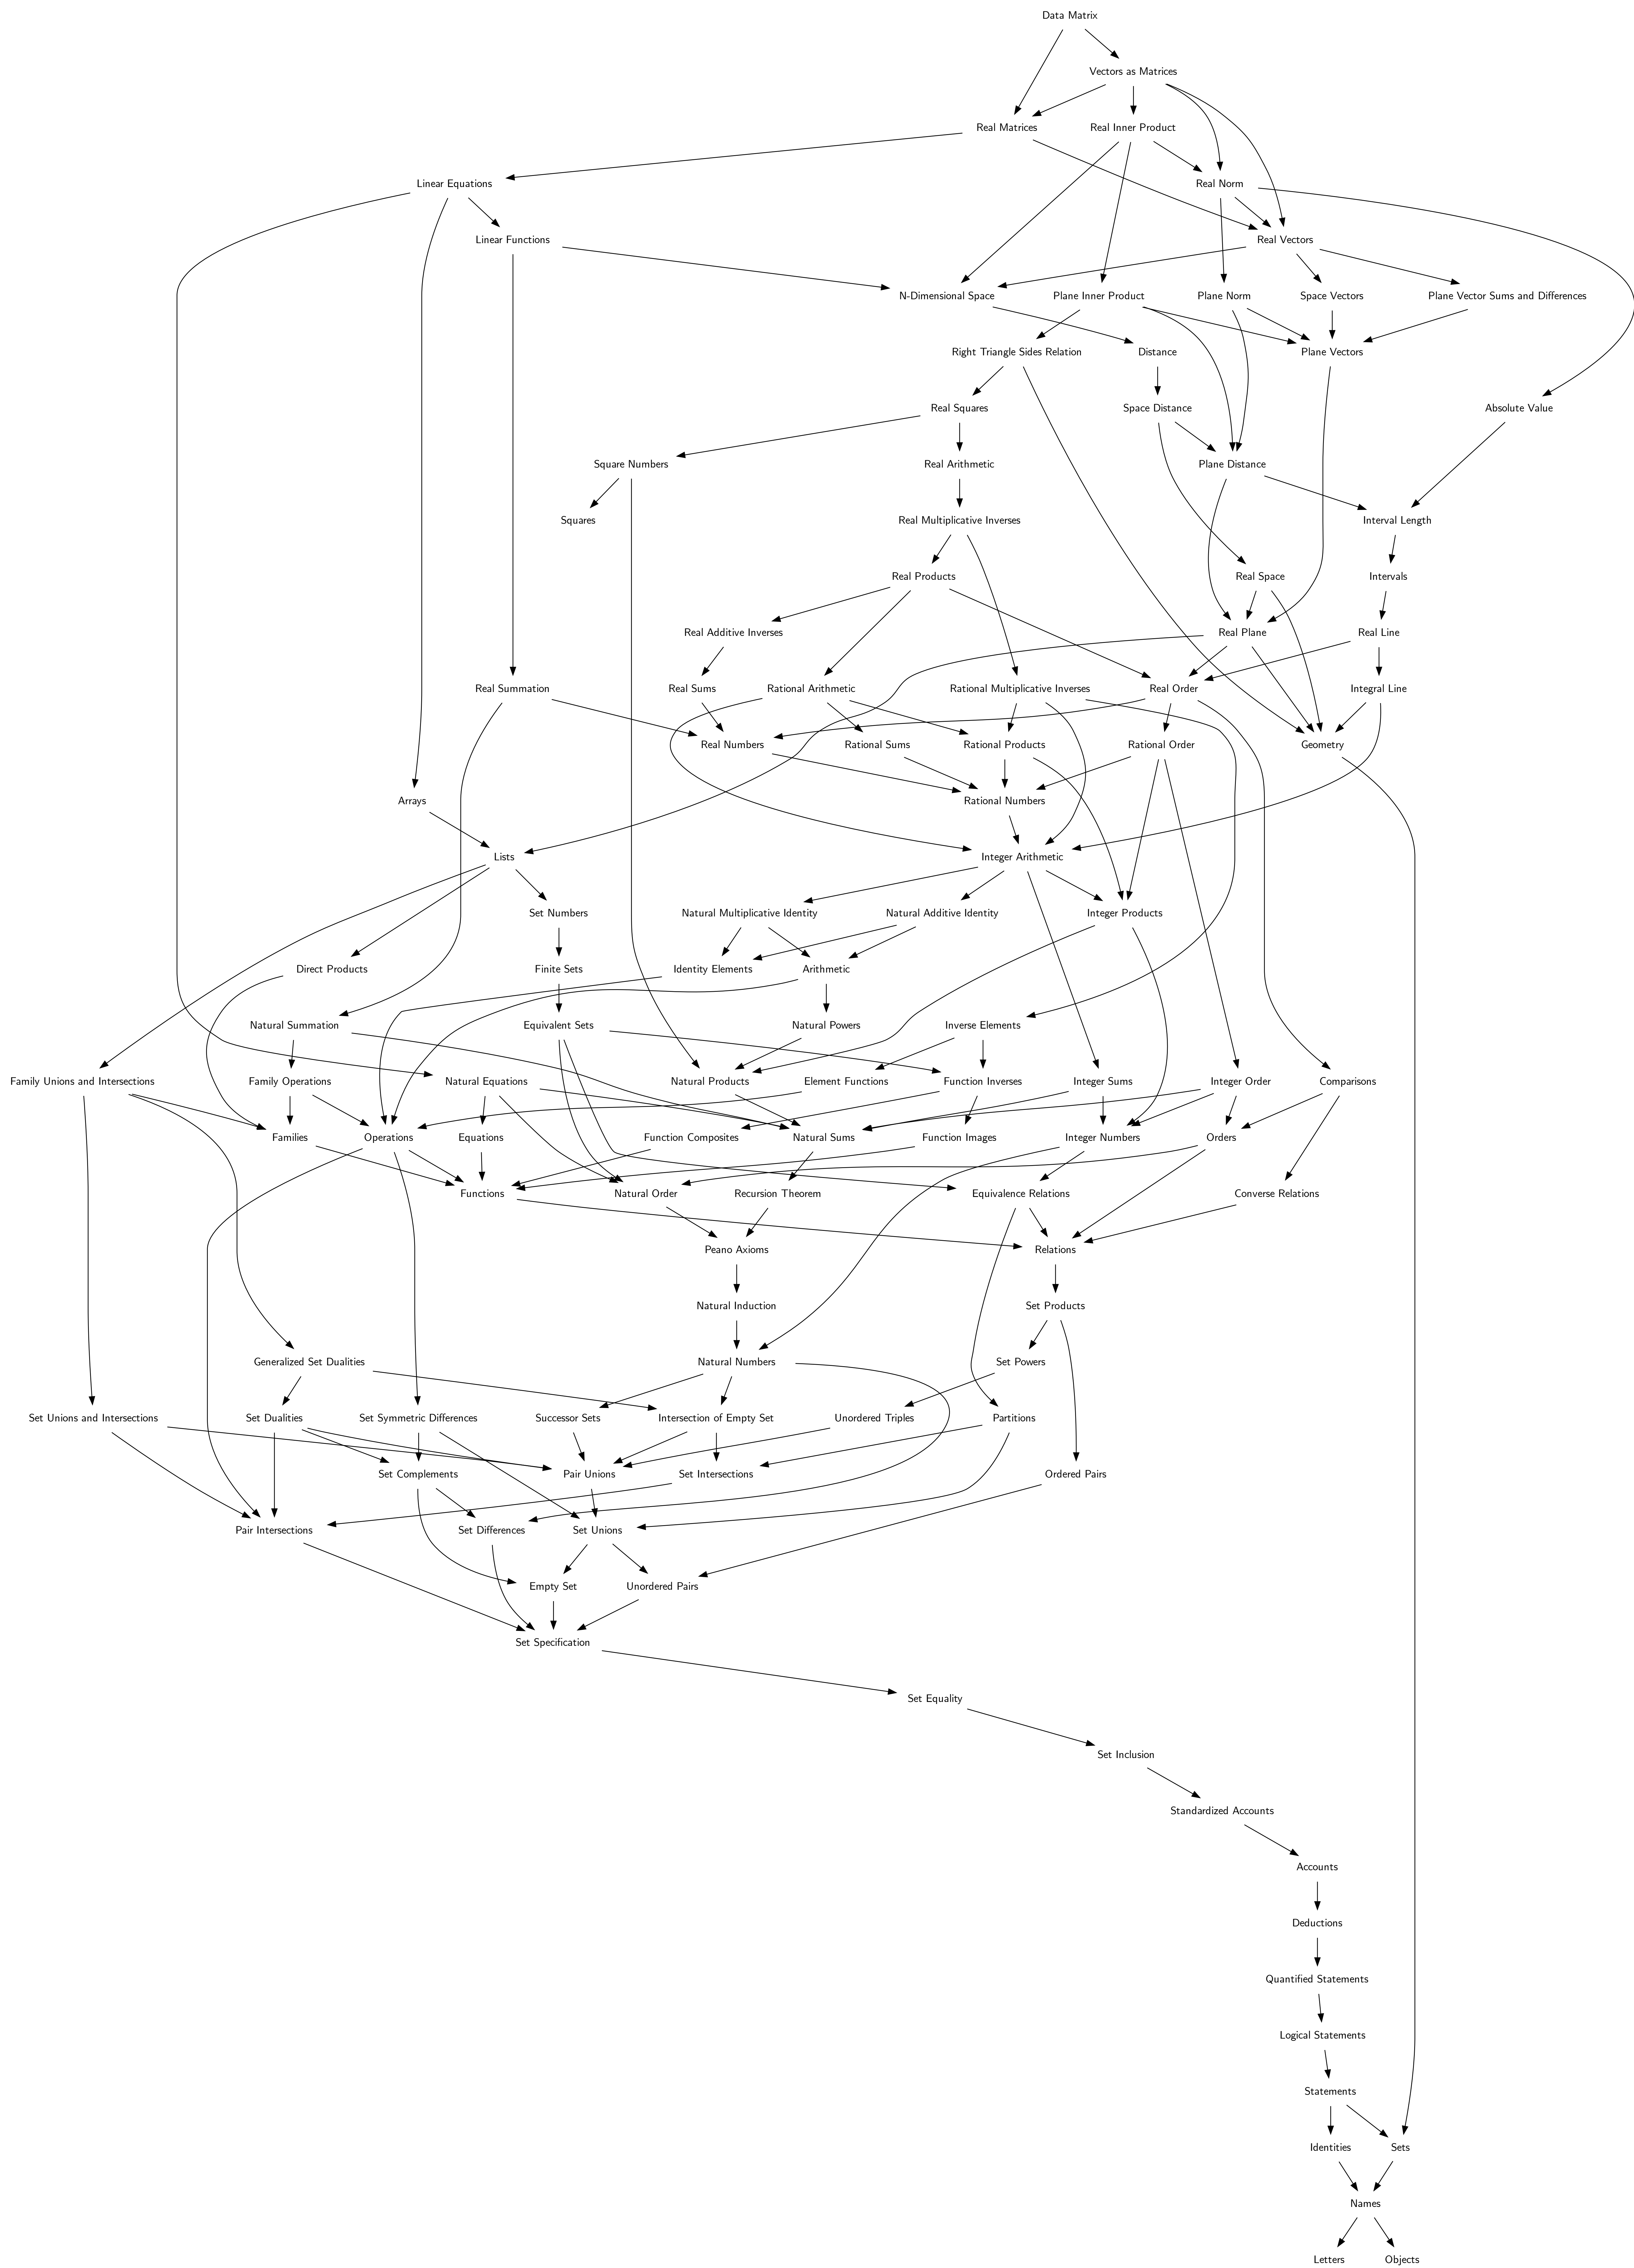 Data Matrix
Vectors as Matrices
Real Matrices
Real Inner Product
Linear Equations
Real Norm
Linear Functions
Real Vectors
N-Dimensional Space
Plane Inner Product
Plane Norm
Space Vectors
Plane Vector Sums and Differences
Right Triangle Sides Relation
Distance
Plane Vectors
Real Squares
Space Distance
Absolute Value
Square Numbers
Real Arithmetic
Plane Distance
Squares
Real Multiplicative Inverses
Interval Length
Real Products
Real Space
Intervals
Real Additive Inverses
Real Plane
Real Line
Real Summation
Real Sums
Rational Arithmetic
Rational Multiplicative Inverses
Real Order
Integral Line
Real Numbers
Rational Sums
Rational Products
Rational Order
Geometry
Arrays
Rational Numbers
Lists
Integer Arithmetic
Set Numbers
Natural Multiplicative Identity
Natural Additive Identity
Integer Products
Direct Products
Finite Sets
Identity Elements
Arithmetic
Natural Summation
Equivalent Sets
Natural Powers
Inverse Elements
Family Unions and Intersections
Family Operations
Natural Equations
Natural Products
Element Functions
Function Inverses
Integer Sums
Integer Order
Comparisons
Families
Operations
Equations
Function Composites
Natural Sums
Function Images
Integer Numbers
Orders
Functions
Natural Order
Recursion Theorem
Equivalence Relations
Converse Relations
Peano Axioms
Relations
Natural Induction
Set Products
Generalized Set Dualities
Natural Numbers
Set Powers
Set Unions and Intersections
Set Dualities
Set Symmetric Differences
Successor Sets
Intersection of Empty Set
Unordered Triples
Partitions
Set Complements
Pair Unions
Set Intersections
Ordered Pairs
Pair Intersections
Set Differences
Set Unions
Empty Set
Unordered Pairs
Set Specification
Set Equality
Set Inclusion
Standardized Accounts
Accounts
Deductions
Quantified Statements
Logical Statements
Statements
Identities
Sets
Names
Letters
Objects